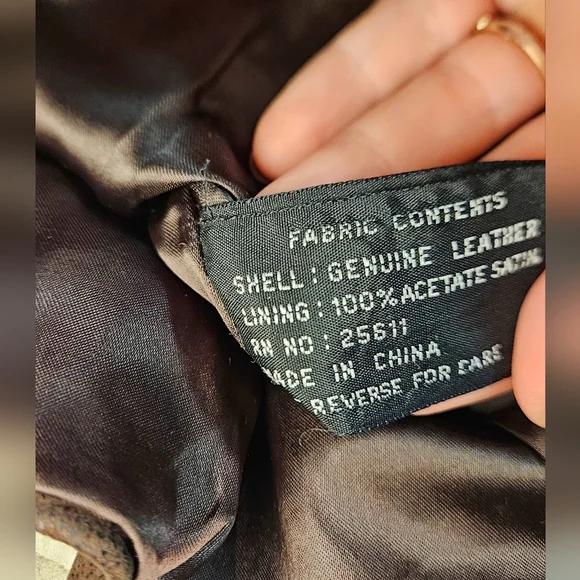 FABRIC CONTENTS
SHELL: GENUINE LEATHER
LINING: 100% ACETATE SATIN
RN NO: 25611
MADE IN CHINA
REVERSE FOR CARE